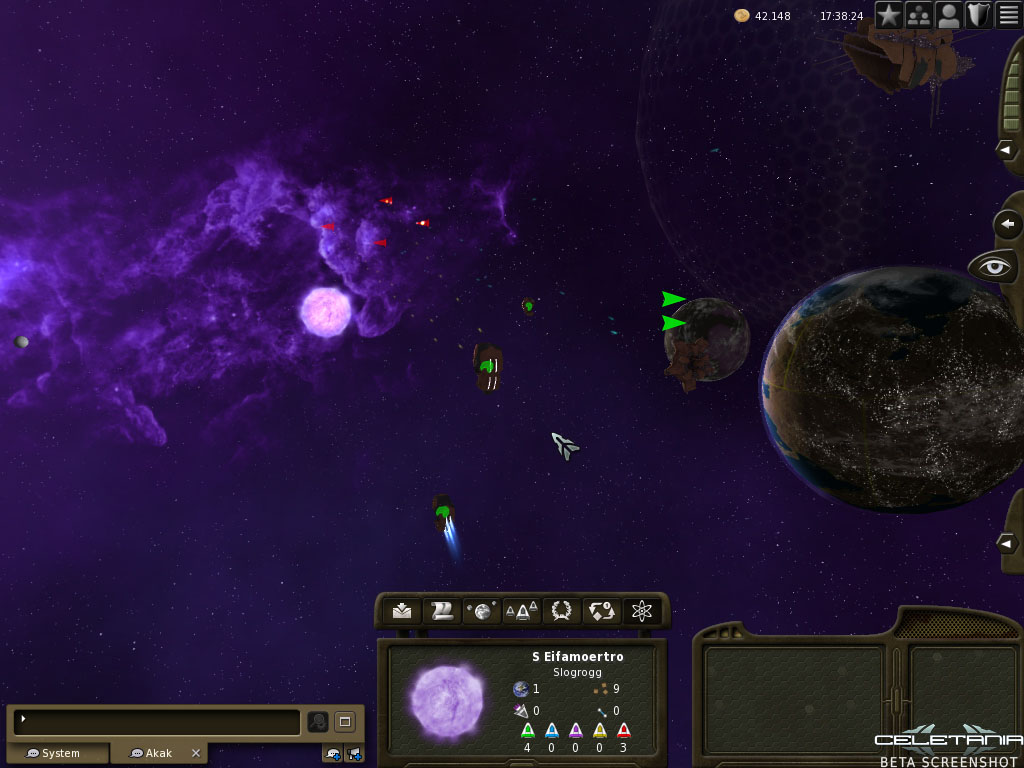 42.148 17:38:24
S Eifamoertro
Slogrogg
1 9
0 0
4 0 0 0 3
System Akak
CELETANIA
BETA SCREENSHOT